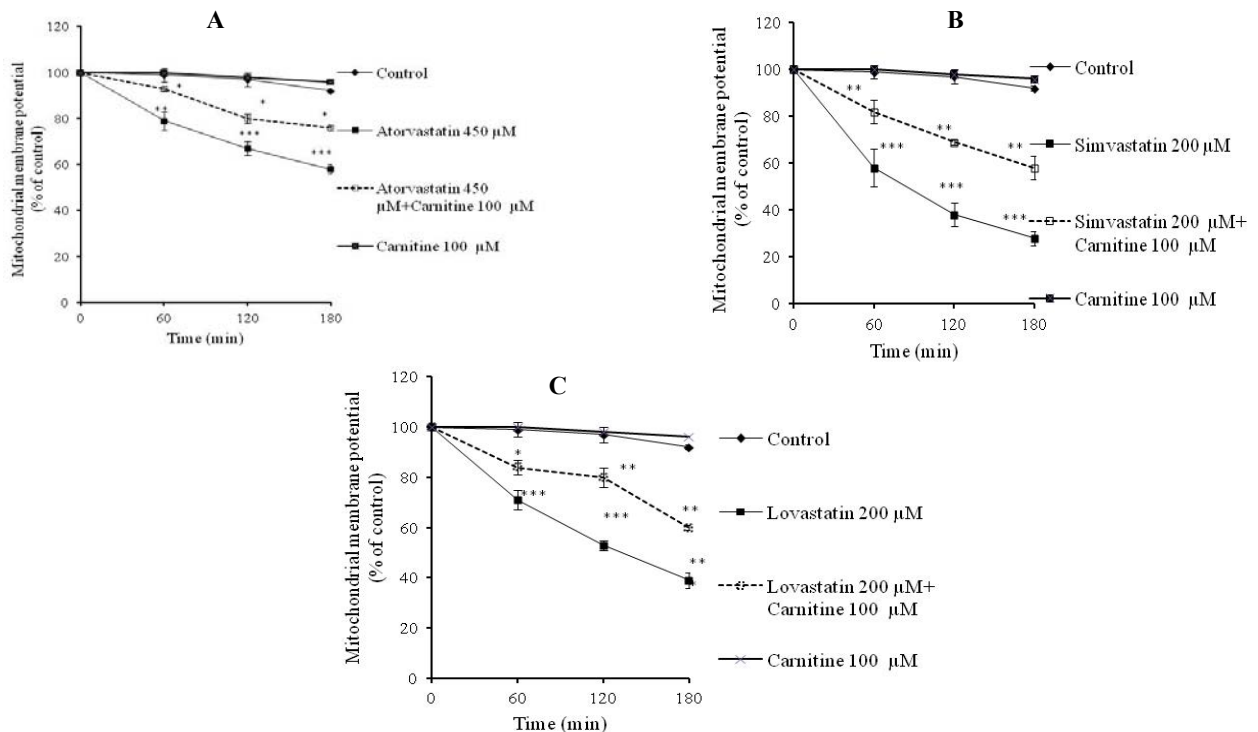 A
Mitochondrial membrane potential
(% of control)
120
100
80
60
40
20
0
0 60 120 180
Time (min)
*
*
*
**
***
***
Control
Atorvastatin 450 µM
Atorvastatin 450
µM+Carnitine 100 µM
Carnitine 100 µM
B
Mitochondrial membrane potential
(% of control)
120
100
80
60
40
20
0
0 60 120 180
Time (min)
**
**
**
***
***
***
Control
Simvastatin 200 µM
Simvastatin 200 µM+
Carnitine 100 µM
Carnitine 100 µM
C
Mitochondrial membrane potential
(% of control)
120
100
80
60
40
20
0
0 60 120 180
Time (min)
*
**
**
***
***
**
*
Control
Lovastatin 200 µM
Lovastatin 200 µM+
Carnitine 100 µM
Carnitine 100 µM